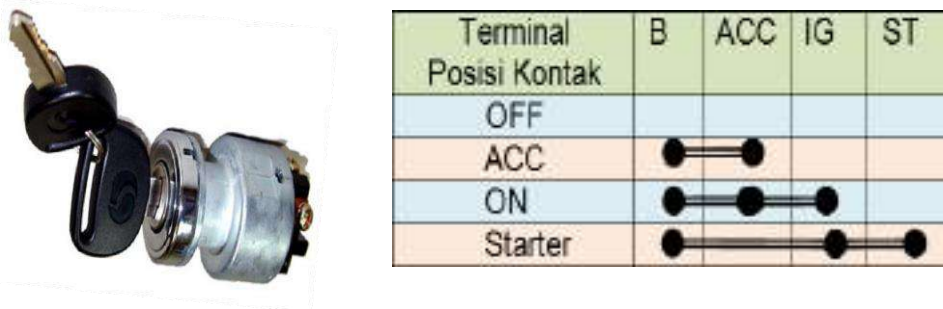 Terminal B ACC IG ST
Posisi Kontak
OFF
ACC
ON
Starter